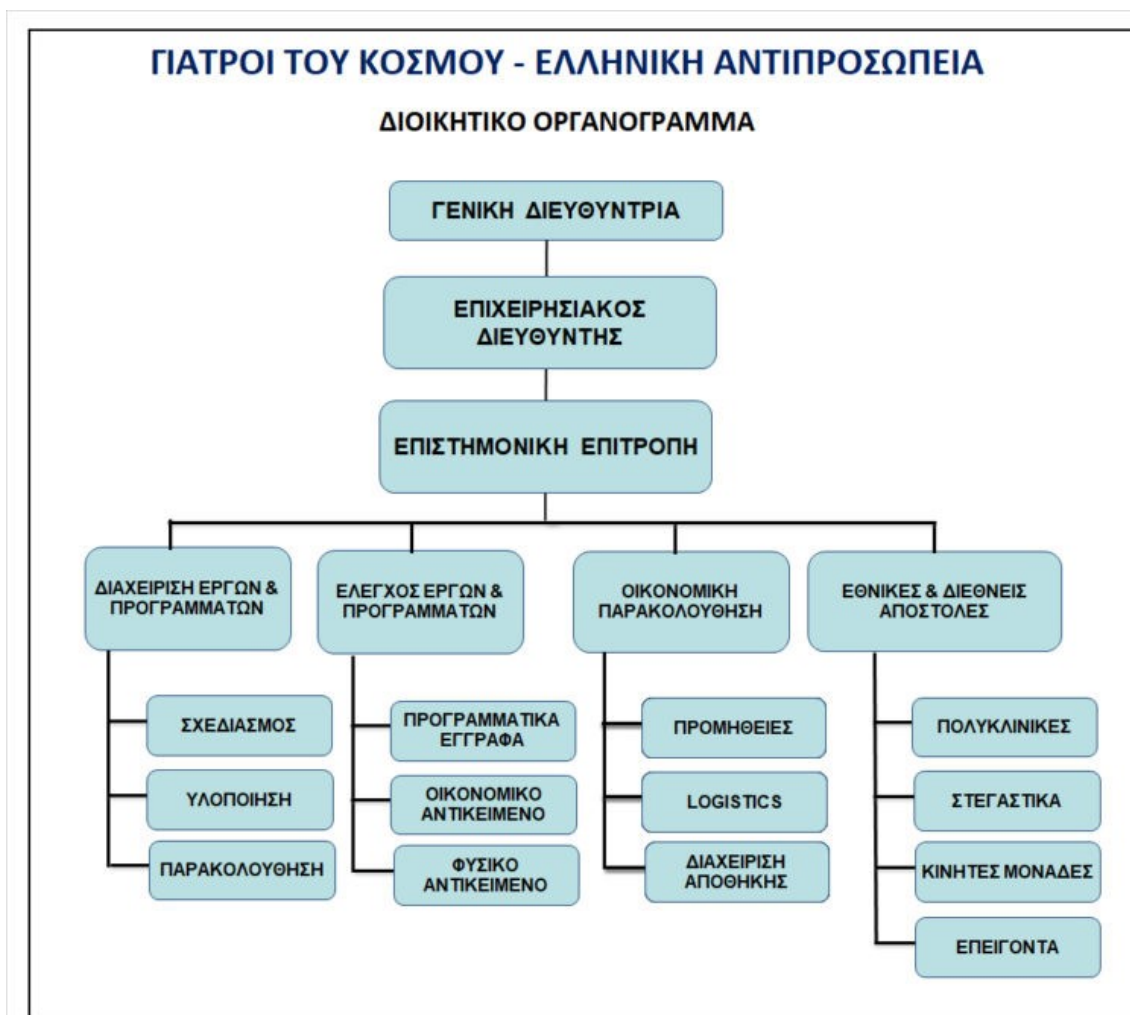 ΓΙΑΤΡΟΙ ΤΟΥ ΚΟΣΜΟΥ - ΕΛΛΗΝΙΚΗ ΑΝΤΙΠΡΟΣΩΠΕΙΑ
ΔΙΟΙΚΗΤΙΚΟ ΟΡΓΑΝΟΓΡΑΜΜΑ
ΓΕΝΙΚΗ ΔΙΕΥΘΥΝΤΡΙΑ
ΕΠΙΧΕΙΡΗΣΙΑΚΟΣ
ΔΙΕΥΘΥΝΤΗΣ
ΕΠΙΣΤΗΜΟΝΙΚΗ ΕΠΙΤΡΟΠΗ
ΔΙΑΧΕΙΡΙΣΗ ΕΡΓΩΝ &
ΠΡΟΓΡΑΜΜΑΤΩΝ
ΣΧΕΔΙΑΣΜΟΣ
ΥΛΟΠΟΙΗΣΗ
ΠΑΡΑΚΟΛΟΥΘΗΣΗ
ΕΛΕΓΧΟΣ ΕΡΓΩΝ &
ΠΡΟΓΡΑΜΜΑΤΩΝ
ΠΡΟΓΡΑΜΜΑΤΙΚΑ
ΕΓΓΡΑΦΑ
ΟΙΚΟΝΟΜΙΚΟ
ΑΝΤΙΚΕΙΜΕΝΟ
ΦΥΣΙΚΟ
ΑΝΤΙΚΕΙΜΕΝΟ
ΟΙΚΟΝΟΜΙΚΗ
ΠΑΡΑΚΟΛΟΥΘΗΣΗ
ΠΡΟΜΗΘΕΙΕΣ
LOGISTICS
ΔΙΑΧΕΙΡΙΣΗ
ΑΠΟΘΗΚΗΣ
ΕΘΝΙΚΕΣ & ΔΙΕΘΝΕΙΣ
ΑΠΟΣΤΟΛΕΣ
ΠΟΛΥΚΛΙΝΙΚΕΣ
ΣΤΕΓΑΣΤΙΚΑ
ΚΙΝΗΤΕΣ ΜΟΝΑΔΕΣ
ΕΠΕΙΓΟΝΤΑ